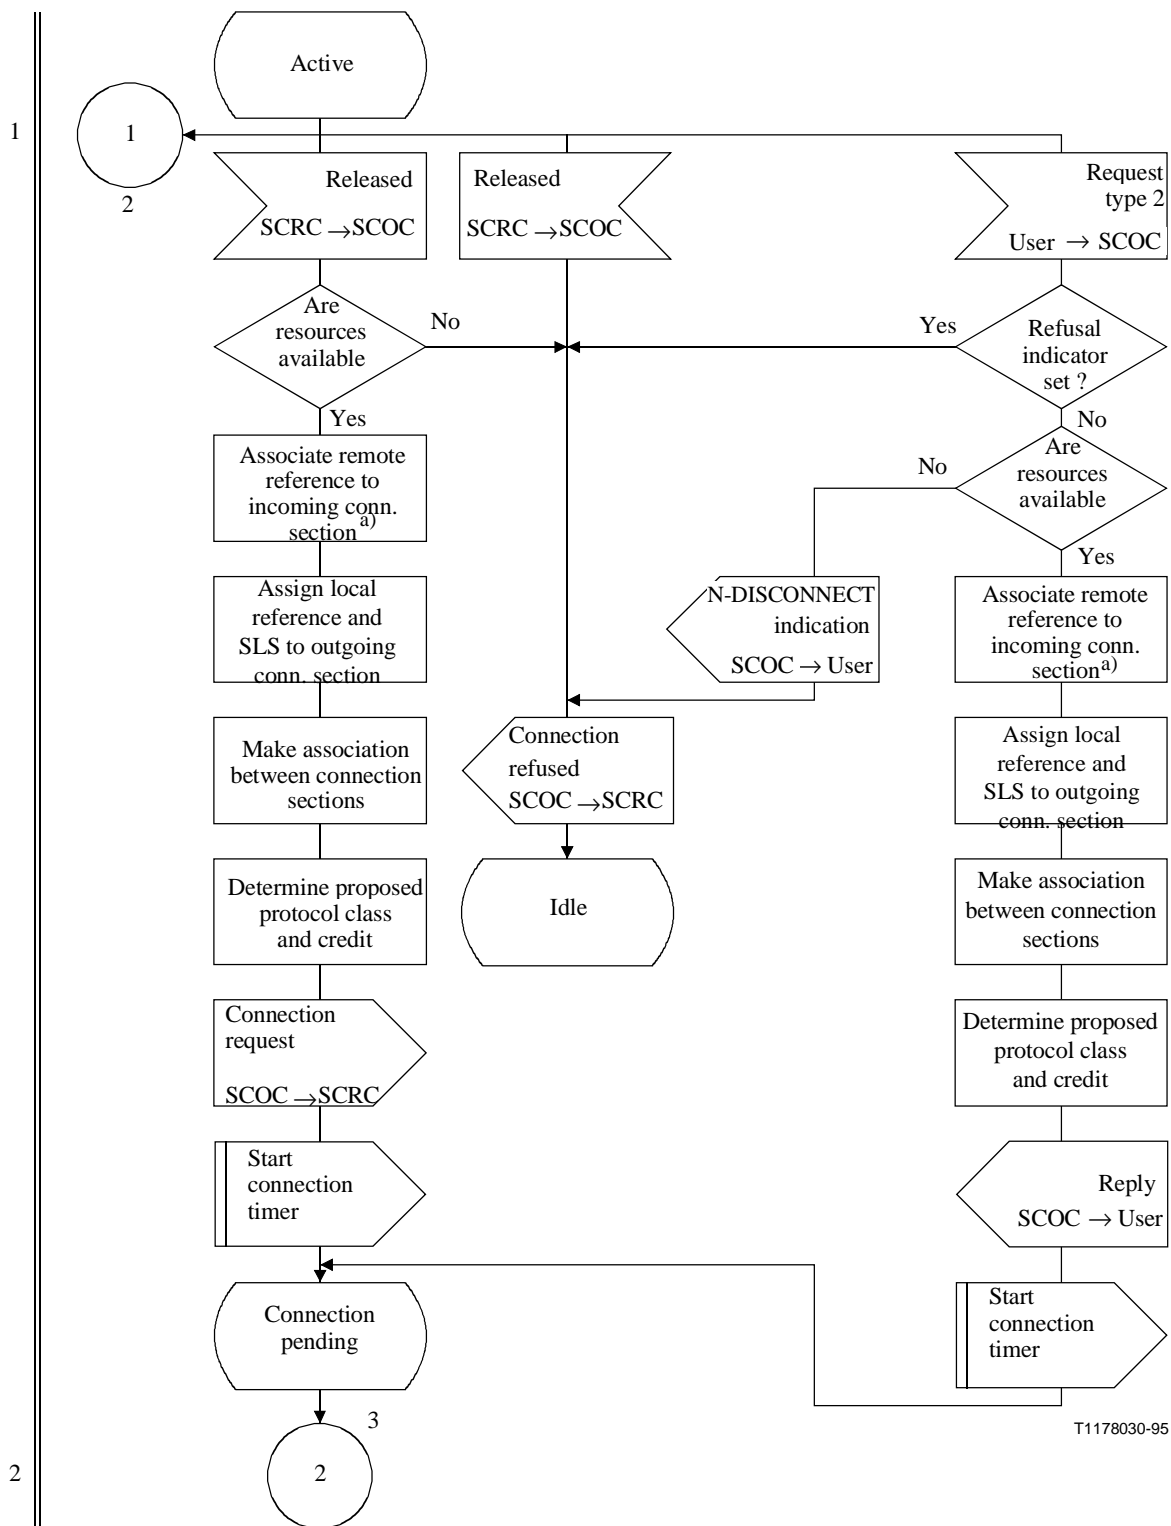 Active
1
1
2
Released
SCRC → SCOC
Released
SCRC → SCOC
Request
type 2
User → SCOC
Are
resources
available
No
Yes
Refusal
indicator
set ?
Yes
No
Are
resources
available
No
Yes
Associate remote
reference to
incoming conn.
section a)
Assign local
reference and
SLS to outgoing
conn. section
N-DISCONNECT
indication
SCOC → User
Associate remote
reference to
incoming conn.
section a)
Make association
between connection
sections
Connection
refused
SCOC → SCRC
Assign local
reference and
SLS to outgoing
conn. section
Determine proposed
protocol class
and credit
Idle
Make association
between connection
sections
Connection
request
SCOC → SCRC
Determine proposed
protocol class
and credit
Start
connection
timer
Reply
SCOC → User
Connection
pending
Start
connection
timer
3
T1178030-95
2
2